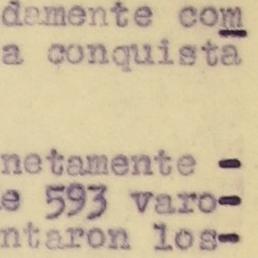 damente com
a conquista
netamente -
e 593 varo-
ntaron los-